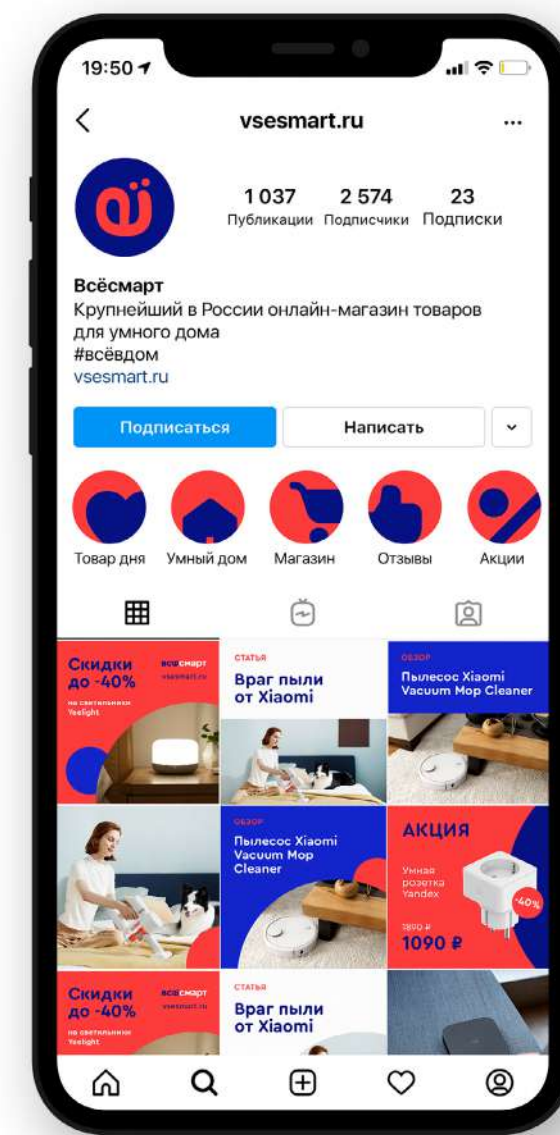 19:50
vsesmart.ru
1 037 2 574 23
Публикации Подписчики Подписки
Всёсмарт
Крупнейший в России онлайн-магазин товаров
для умного дома
#всёвдом
vsesmart.ru
Подписаться Написать
Товар дня Умный дом Магазин Отзывы Акции
Скидки
до -40%
на светильники
Yeelight
всёсмарт
vsesmart.ru
СТАТЬЯ
Враг пыли
от Xiaomi
ОБЗОР
Пылесос Xiaomi
Vacuum Mop Cleaner
ОБЗОР
Пылесос Xiaomi
Vacuum Mop
Cleaner
АКЦИЯ
Умная
розетка
Yandex
-40%
1890 ₽
1090 ₽
Скидки
до -40%
на светильники
Yeelight
всёсмарт
vsesmart.ru
СТАТЬЯ
Враг пыли
от Xiaomi